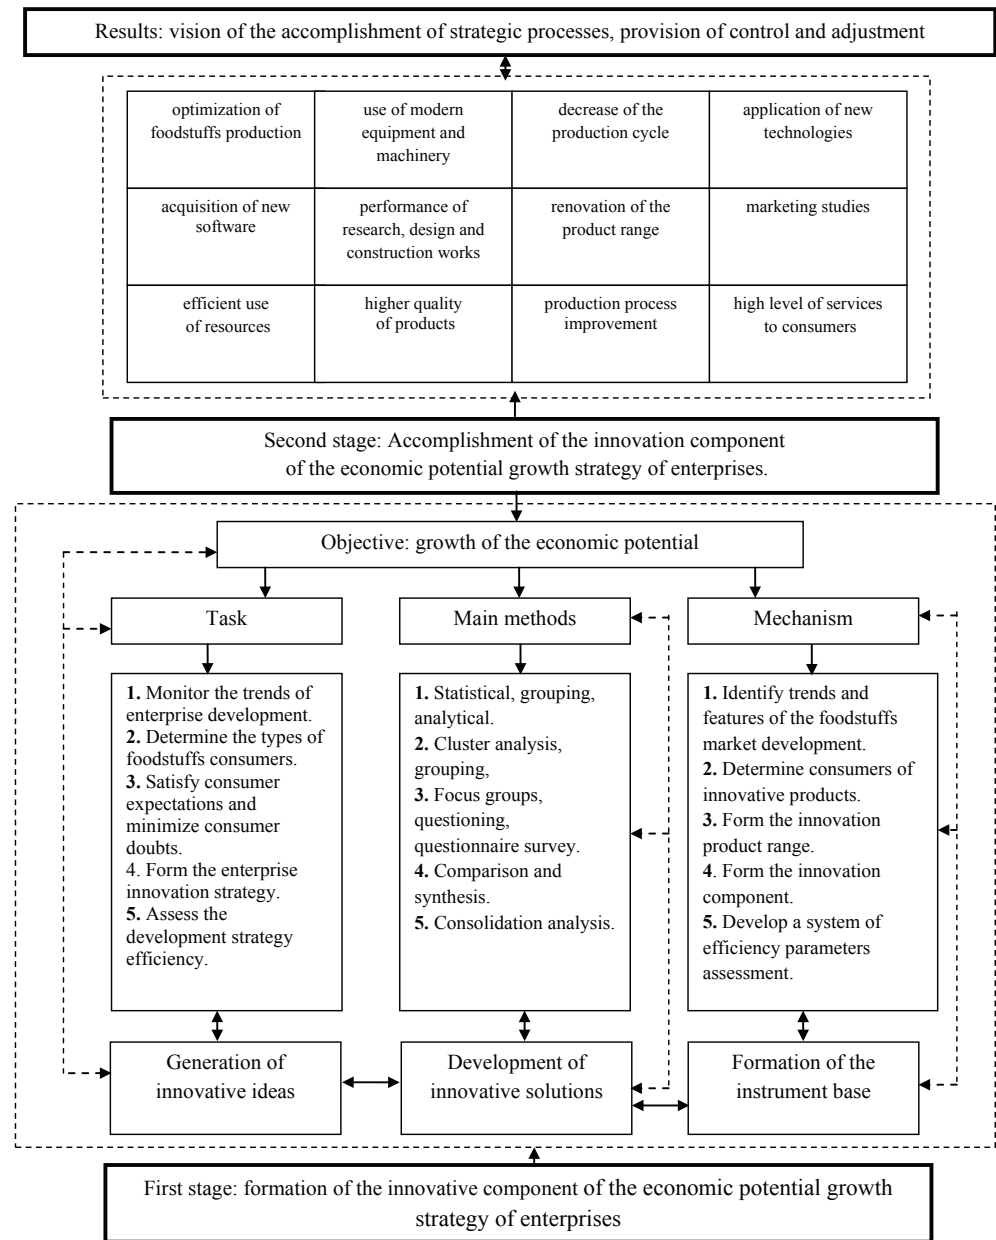 Results: vision of the accomplishment of strategic processes, provision of control and adjustment
optimization of
foodstuffs production
use of modern
equipment and
machinery
decrease of the
production cycle
application of new
technologies
acquisition of new
software
performance of
research, design and
construction works
renovation of the
product range
marketing studies
efficient use
of resources
higher quality
of products
production process
improvement
high level of services
to consumers
Second stage: Accomplishment of the innovation component
of the economic potential growth strategy of enterprises.
Objective: growth of the economic potential
Task
Main methods
Mechanism
1. Monitor the trends of
enterprise development.
2. Determine the types of
foodstuffs consumers.
3. Satisfy consumer
expectations and
minimize consumer
doubts.
4. Form the enterprise
innovation strategy.
5. Assess the
development strategy
efficiency.
1. Statistical, grouping,
analytical.
2. Cluster analysis,
grouping,
3. Focus groups,
questioning,
questionnaire survey.
4. Comparison and
synthesis.
5. Consolidation analysis.
1. Identify trends and
features of the foodstuffs
market development.
2. Determine consumers of
innovative products.
3. Form the innovation
product range.
4. Form the innovation
component.
5. Develop a system of
efficiency parameters
assessment.
Generation of
innovative ideas
Development of
innovative solutions
Formation of the
instrument base
First stage: formation of the innovative component of the economic potential growth
strategy of enterprises